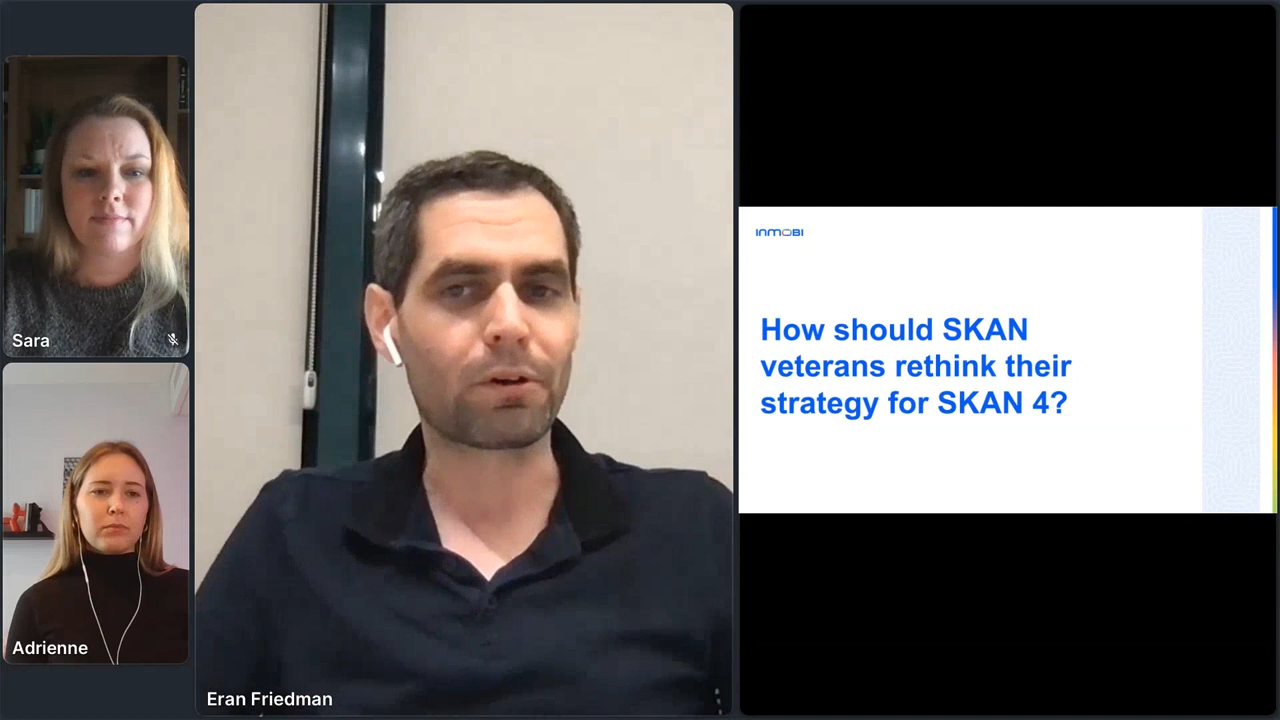 Sara
Adrienne
Eran Friedman
INMOBI
How should SKAN
veterans rethink their
strategy for SKAN 4?